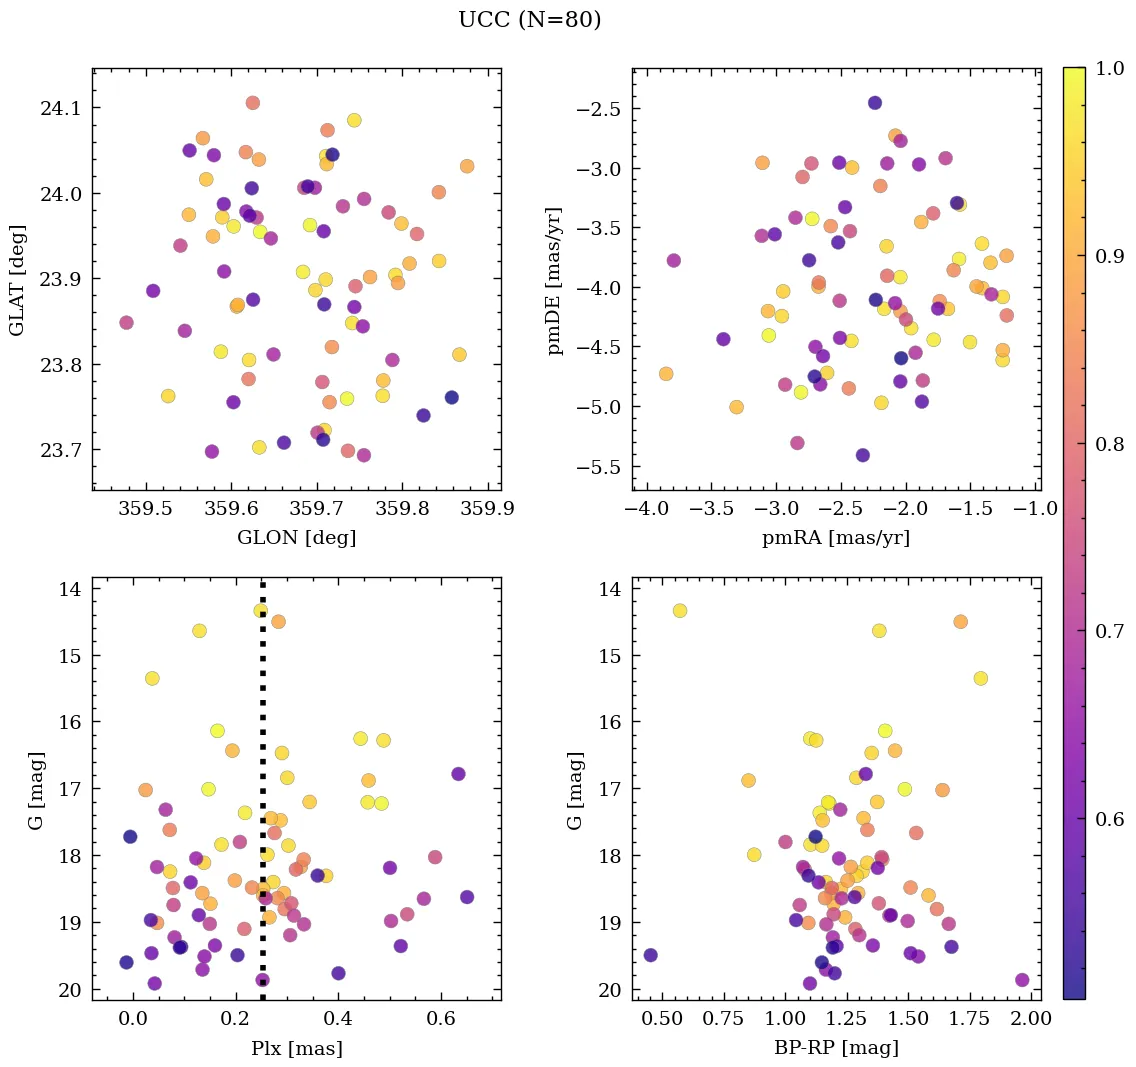 UCC (N=80)
24.1
24.0
23.9
23.8
23.7
GLAT [deg]
359.5 359.6 359.7 359.8 359.9
GLON [deg]
−2.5
−3.0
−3.5
−4.0
−4.5
−5.0
−5.5
pmDE [mas/yr]
−4.0 −3.5 −3.0 −2.5 −2.0 −1.5 −1.0
pmRA [mas/yr]
14
15
16
17
18
19
20
G [mag]
0.0 0.2 0.4 0.6
Plx [mas]
14
15
16
17
18
19
20
G [mag]
0.50 0.75 1.00 1.25 1.50 1.75 2.00
BP-RP [mag]
1.0
0.9
0.8
0.7
0.6